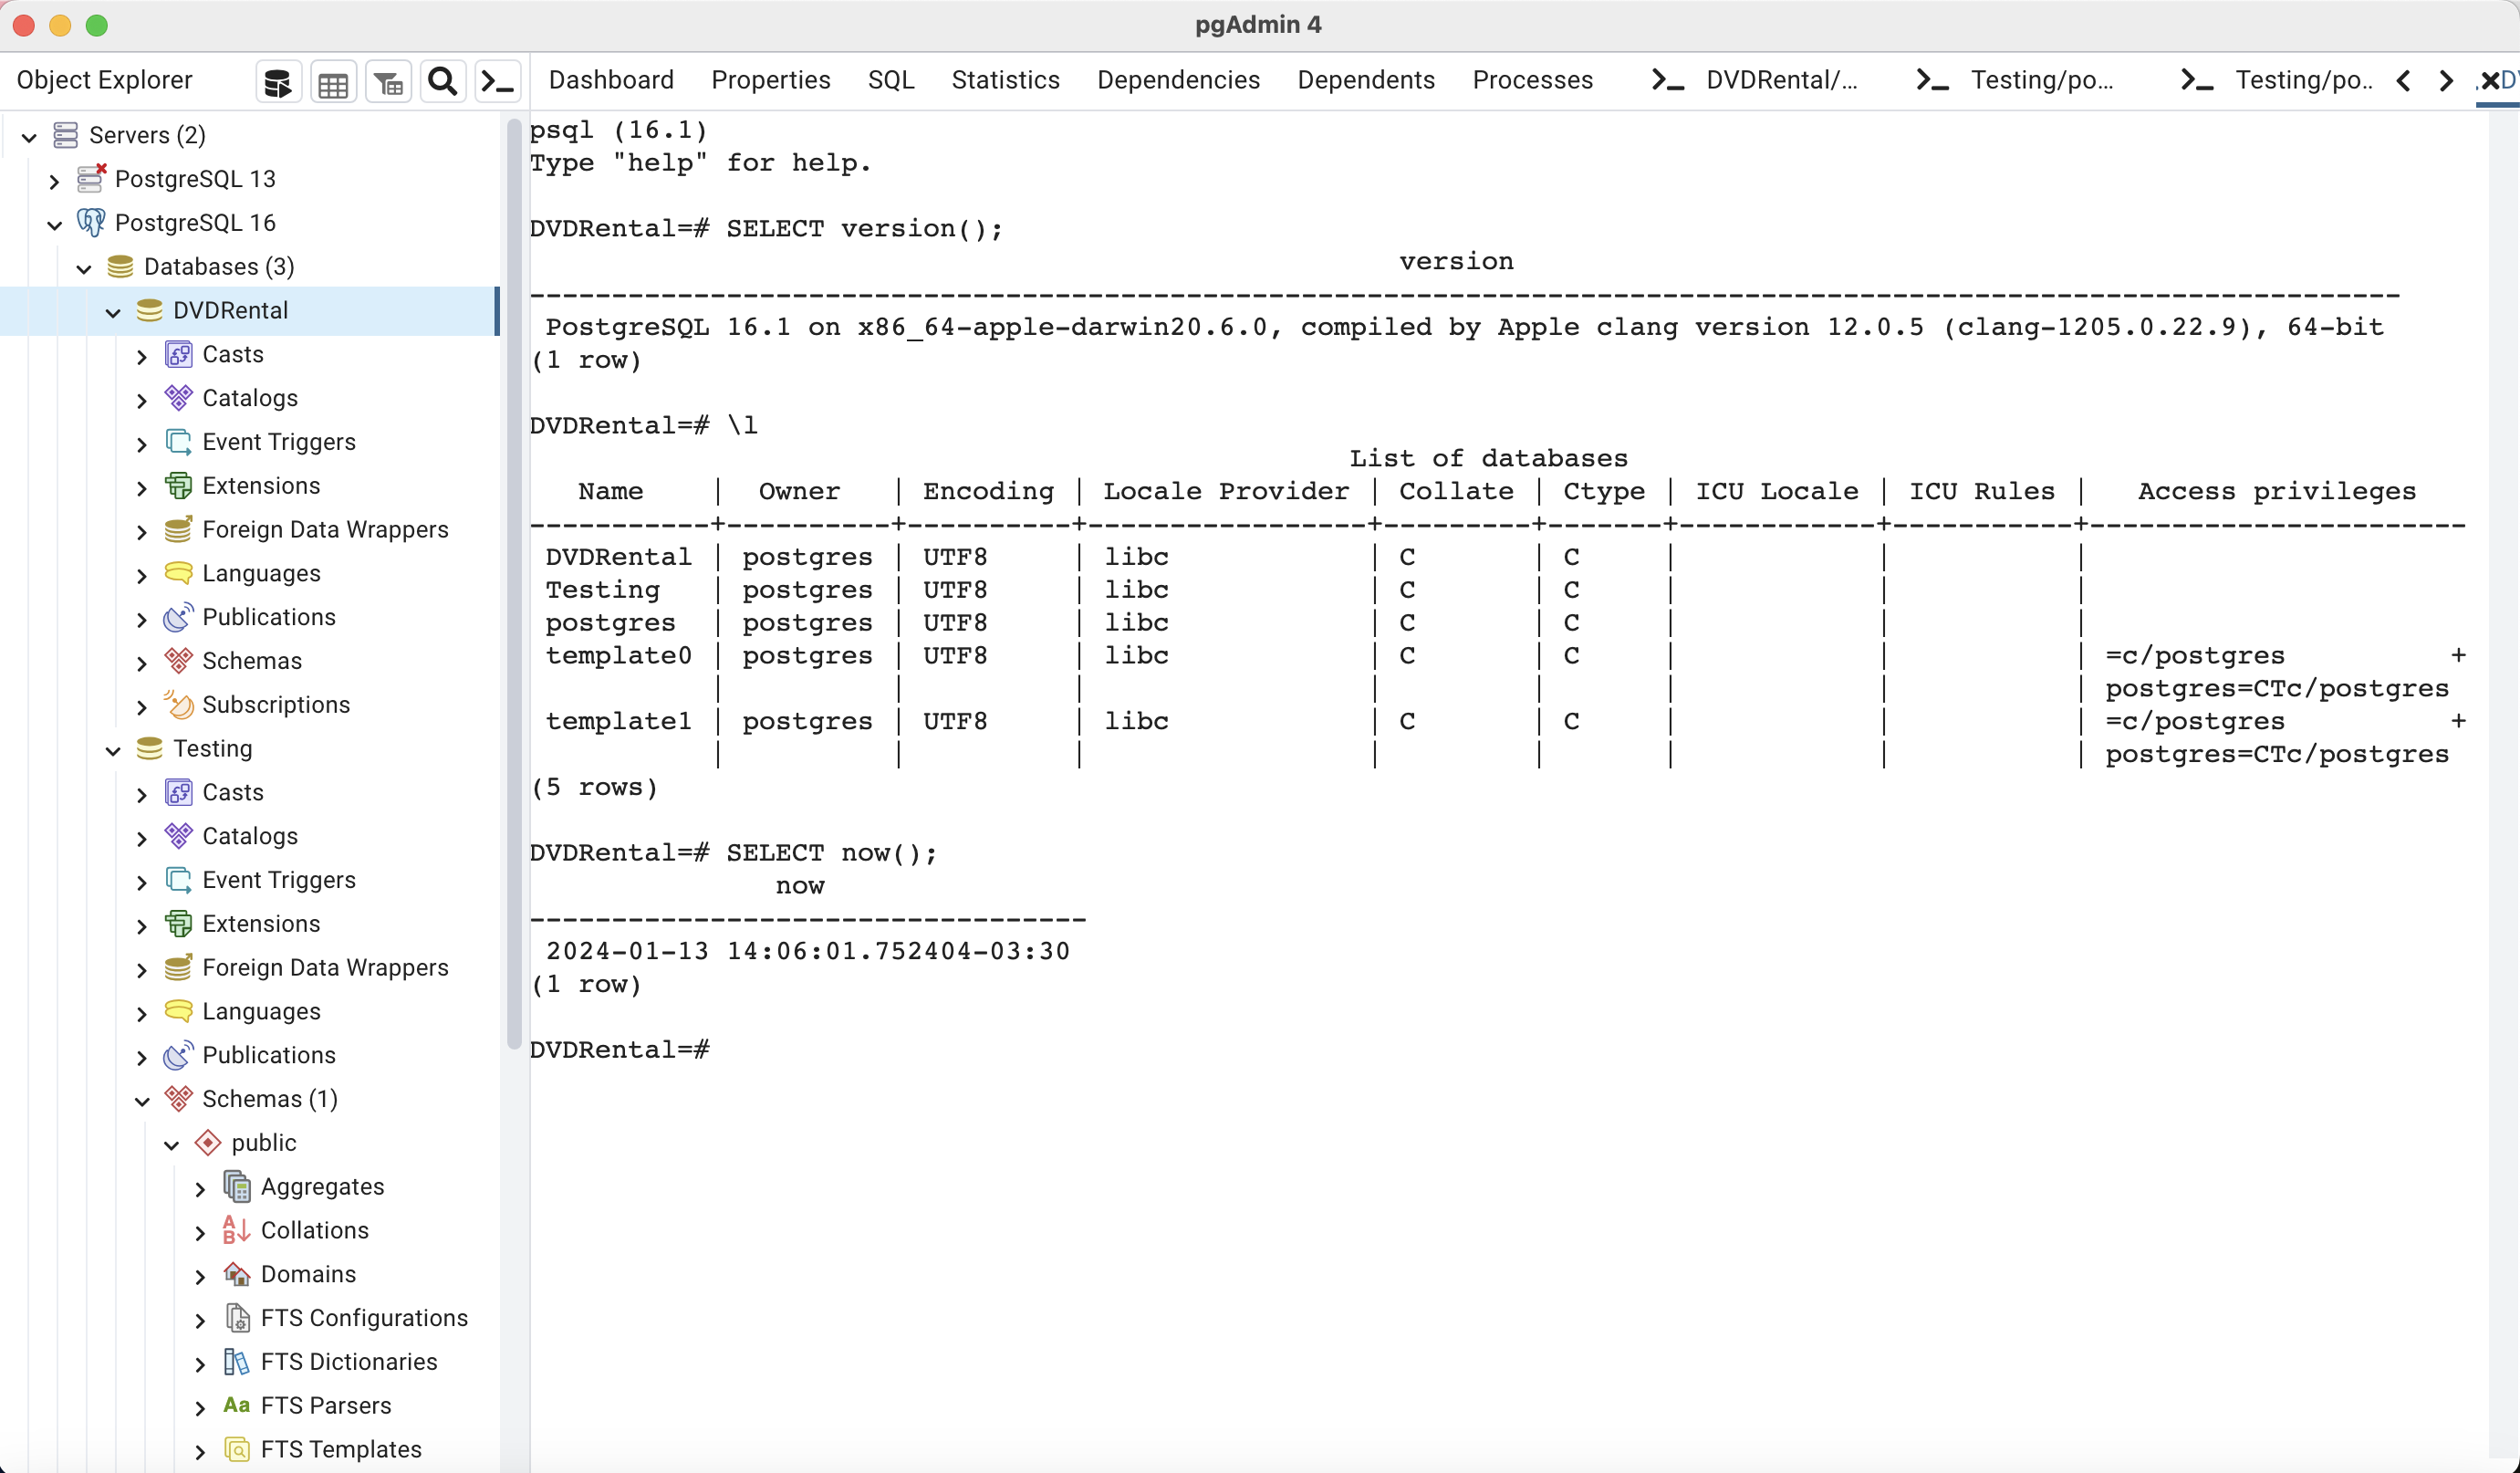 pgAdmin 4
Object Explorer
Dashboard Properties SQL Statistics Dependencies Dependents Processes DVDRental/... Testing/po... Testing/po..
Servers (2)
PostgreSQL 13
PostgreSQL 16
Databases (3)
DVDRental
Casts
Catalogs
Event Triggers
Extensions
Foreign Data Wrappers
Languages
Publications
Schemas
Subscriptions
Testing
Casts
Catalogs
Event Triggers
Extensions
Foreign Data Wrappers
Languages
Publications
Schemas (1)
public
Aggregates
Collations
Domains
FTS Configurations
FTS Dictionaries
Aa FTS Parsers
FTS Templates
psql (16.1)
Type "help" for help.
DVDRental=# SELECT version();
version
------------------------------------------------------------------------------------------------------------------
PostgreSQL 16.1 on x86_64-apple-darwin20.6.0, compiled by Apple clang version 12.0.5 (clang-1205.0.22.9), 64-bit
(1 row)
DVDRental=# \l
List of databases
Name | Owner | Encoding | Locale Provider | Collate | Ctype | ICU Locale | ICU Rules | Access privileges
-----------+----------+----------+-----------------+---------+-------+------------+-----------+-----------------------
DVDRental | postgres | UTF8 | libc | C | C | | |
Testing | postgres | UTF8 | libc | C | C | | |
postgres | postgres | UTF8 | libc | C | C | | |
template0 | postgres | UTF8 | libc | C | C | | | =c/postgres +
| | | | | | | | postgres=CTc/postgres
template1 | postgres | UTF8 | libc | C | C | | | =c/postgres +
| | | | | | | | postgres=CTc/postgres
(5 rows)
DVDRental=# SELECT now();
now
----------------------------------
2024-01-13 14:06:01.752404-03:30
(1 row)
DVDRental=#